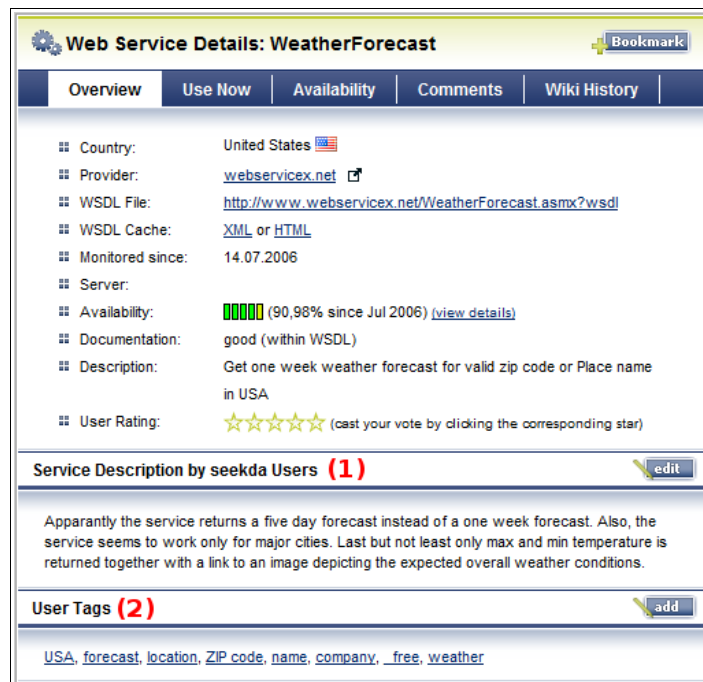 Web Service Details: WeatherForecast
Bookmark
Overview Use Now Availability Comments Wiki History
Country: United States
Provider: webservicex.net
WSDL File: http://www.webservicex.net/WeatherForecast.asmx?wsdl
WSDL Cache: XML or HTML
Monitored since: 14.07.2006
Server:
Availability: (90,98% since Jul 2006) (view details)
Documentation: good (within WSDL)
Description: Get one week weather forecast for valid zip code or Place name
in USA
User Rating: (cast your vote by clicking the corresponding star)
Service Description by seekda Users (1) edit
Apparantly the service returns a five day forecast instead of a one week forecast. Also, the
service seems to work only for major cities. Last but not least only max and min temperature is
returned together with a link to an image depicting the expected overall weather conditions.
User Tags (2) add
USA, forecast, location, ZIP code, name, company, _free, weather